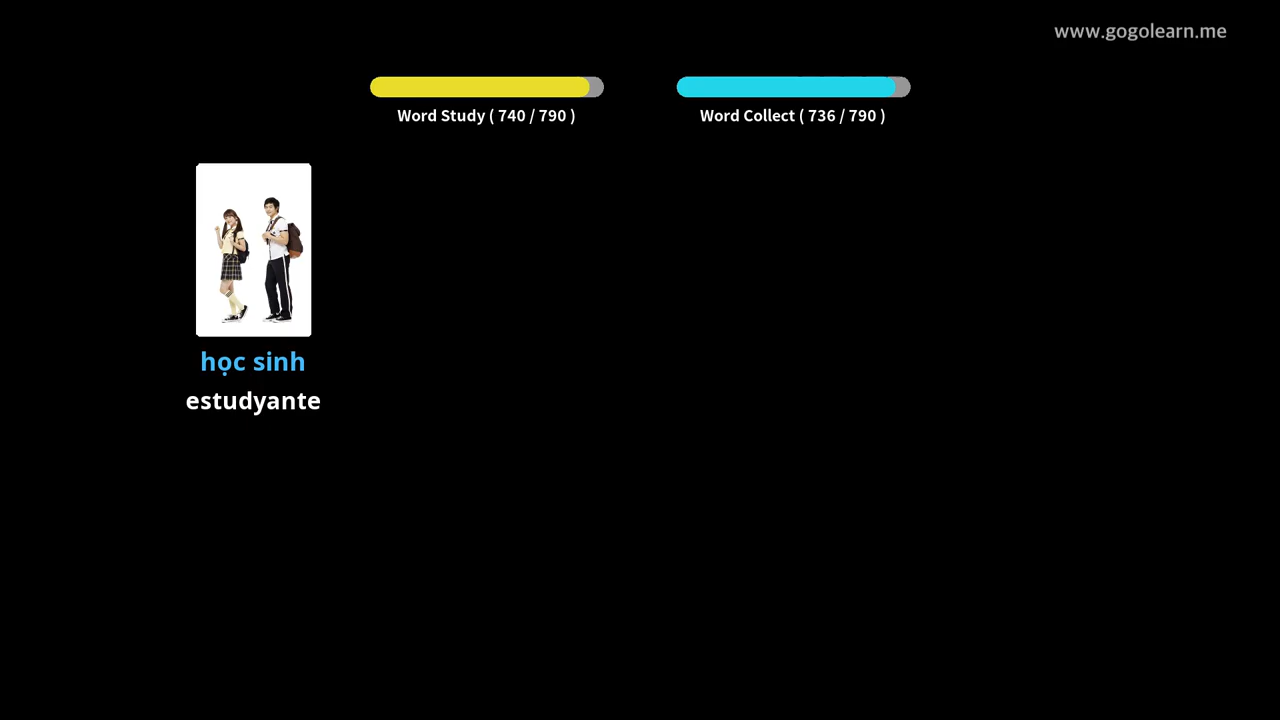 www.gogolearn.me
Word Study ( 740 / 790 )
Word Collect ( 736 / 790 )
học sinh
estudyante